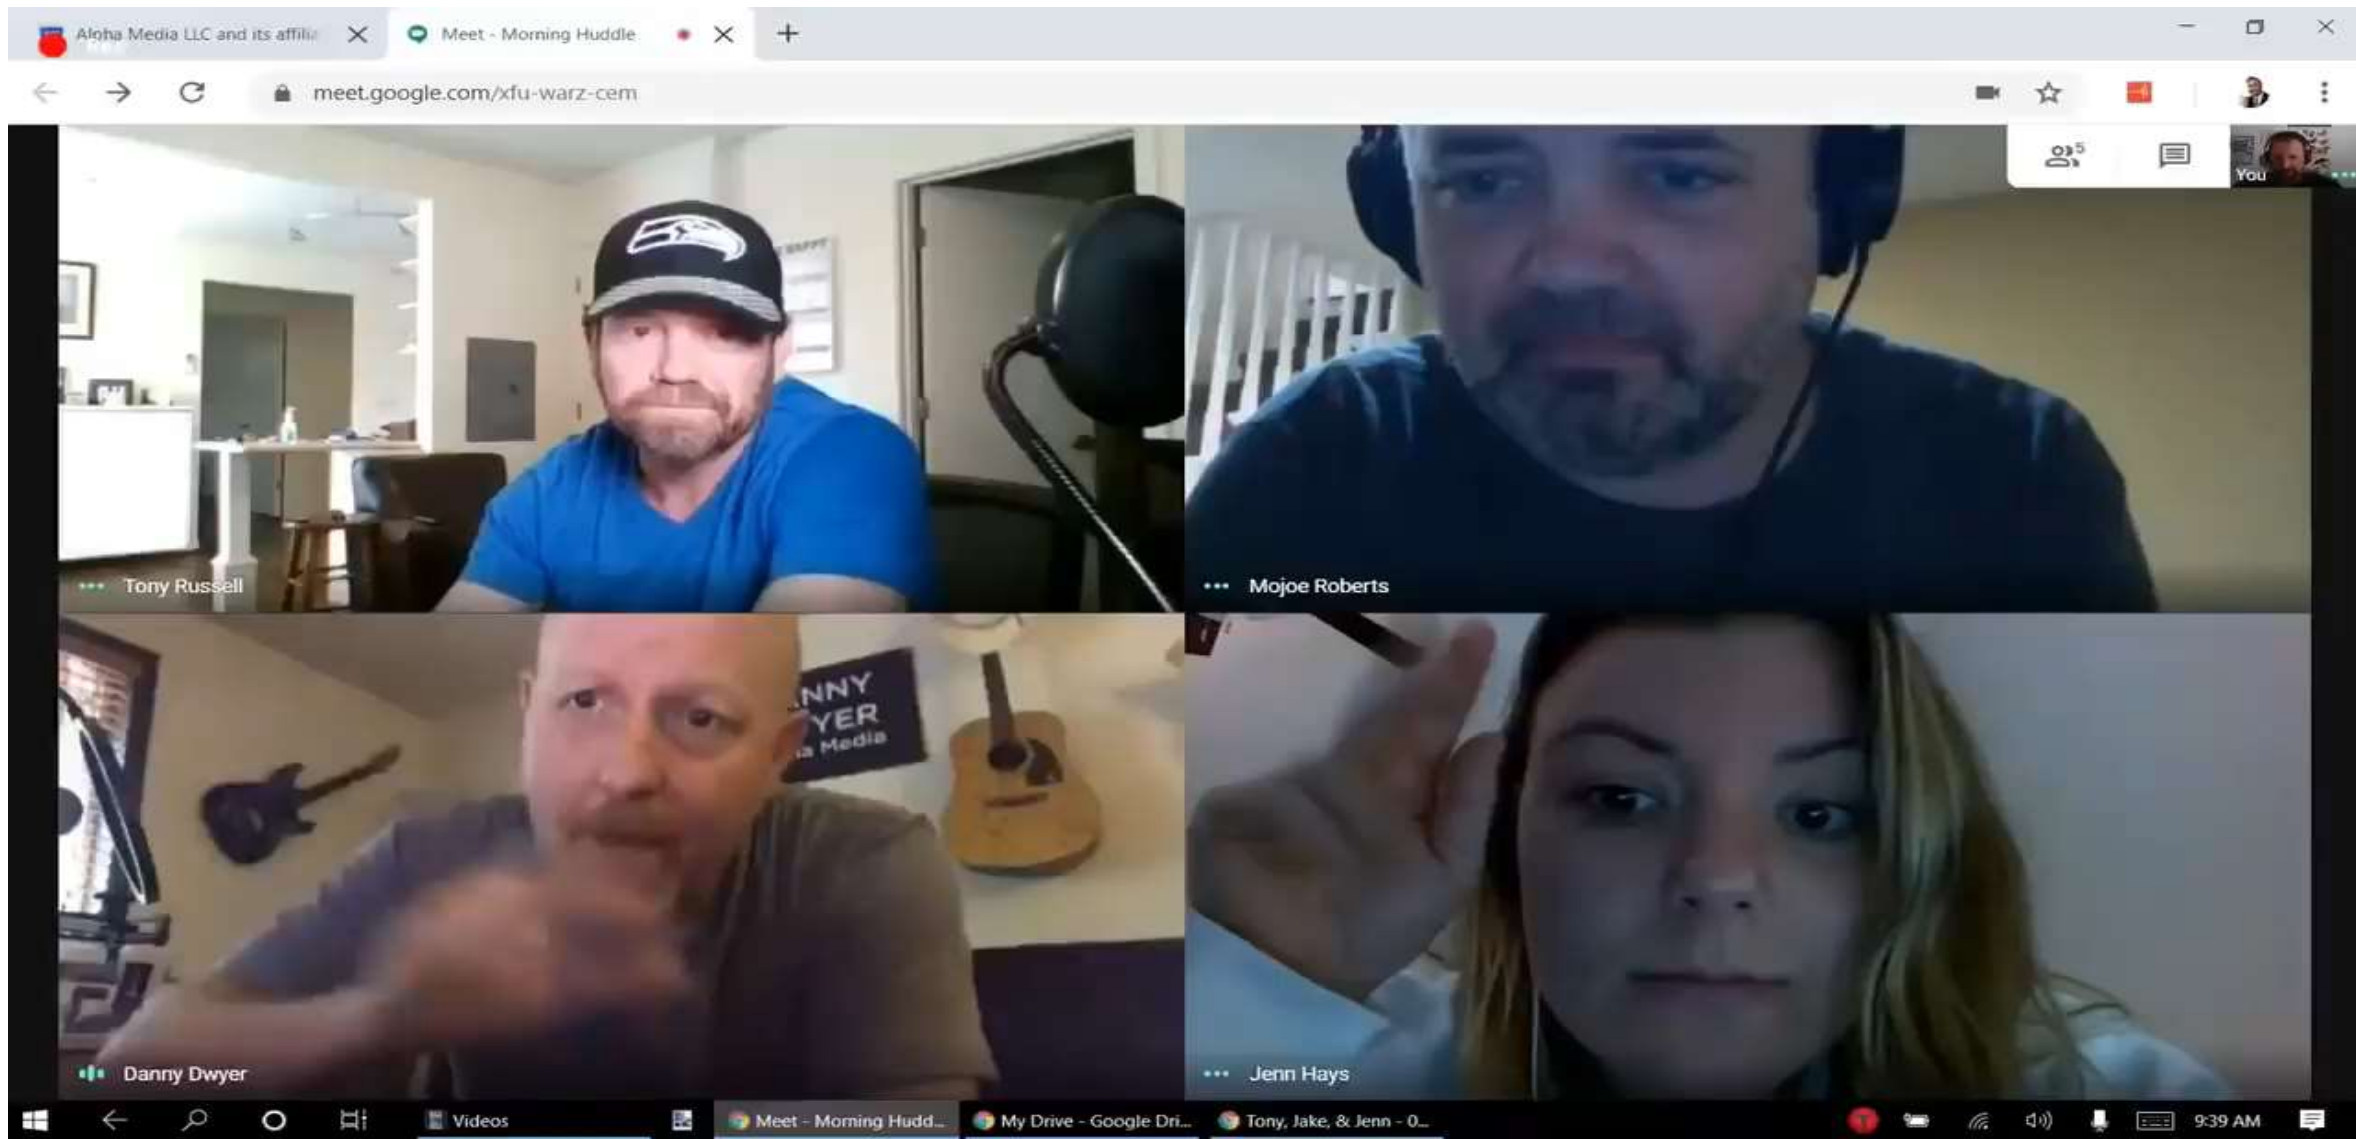 Alpha Media LLC and its affilia
Meet - Morning Huddle
meet.google.com/xfu-warz-cem
5
You
HAPPY
Tony Russell
Mojoe Roberts
NNY
YER
a Media
Danny Dwyer
Jenn Hays
Videos
Meet - Morning Hudd...
My Drive - Google Dri...
Tony, Jake, & Jenn - 0...
9:39 AM